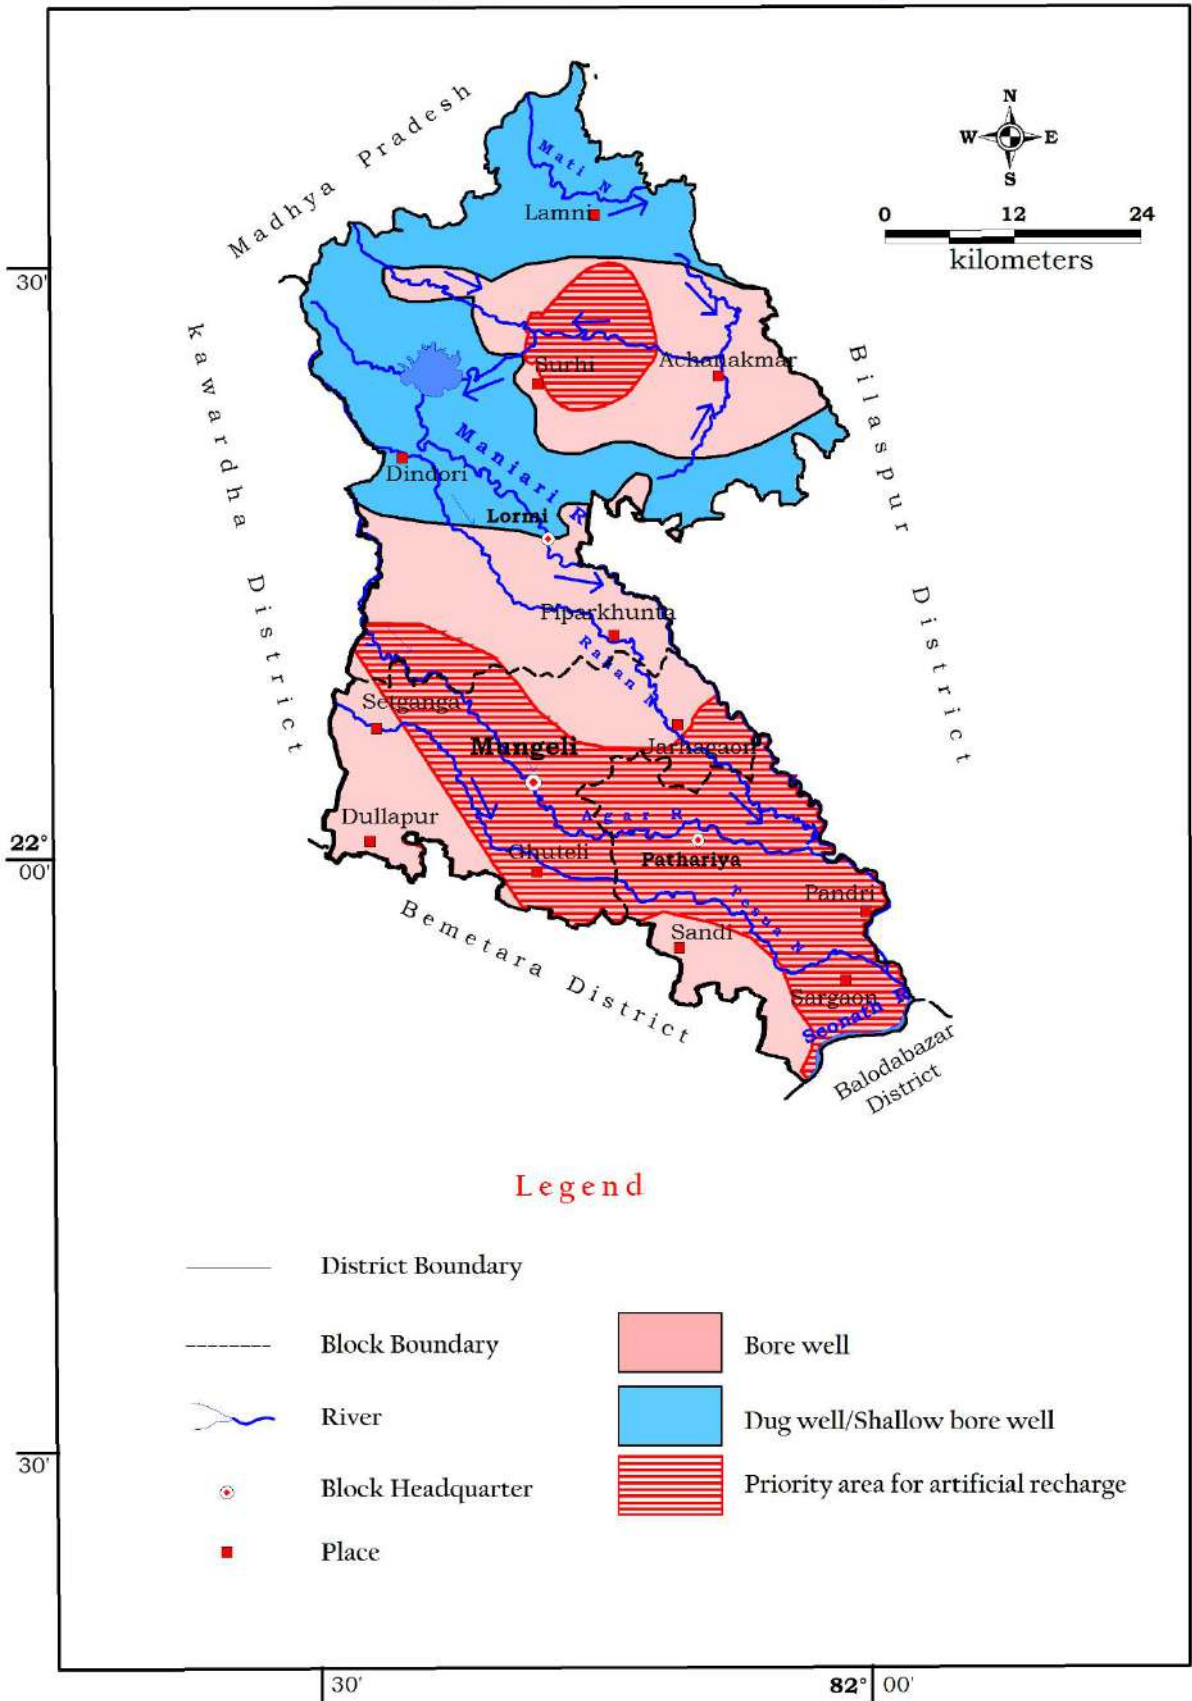 N
W E
S
0 12 24
kilometers
Madhya Pradesh
Mati N
Lamni
30'
Surhi
Achanakmar
kawardha District
Bilaspur District
Maniari R
Dindori
Lormi
Piparkhunta
Rahan N
Setganga
Mungeli
Jarhagaon
Dullapur
Agar R
22°
00'
Ghuteli
Pathariya
Pandri
Tesua N
Bemetara District
Sandi
Sargaon
Seonath R
Balodabazar
District
Legend
District Boundary
Block Boundary
River
Block Headquarter
Place
Bore well
Dug well/Shallow bore well
Priority area for artificial recharge
30'
30'
82° 00'